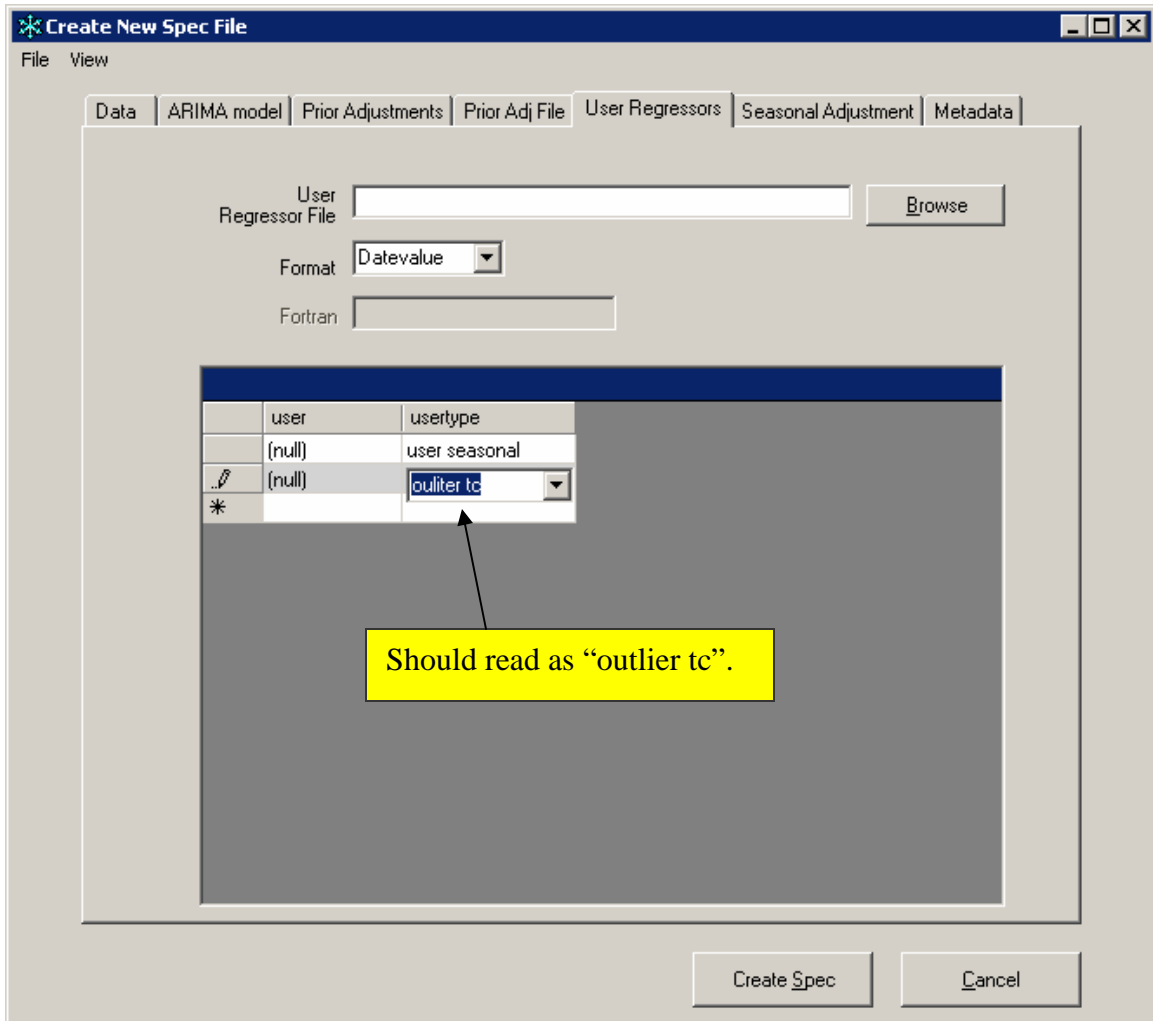 Create New Spec File
File View
Data ARIMA model Prior Adjustments Prior Adj File User Regressors Seasonal Adjustment Metadata
User
Regressor File
Browse
Format Datevalue
Fortran
user usertype
(null) user seasonal
(null) ouliter tc
Should read as “outlier tc”.
Create Spec Cancel